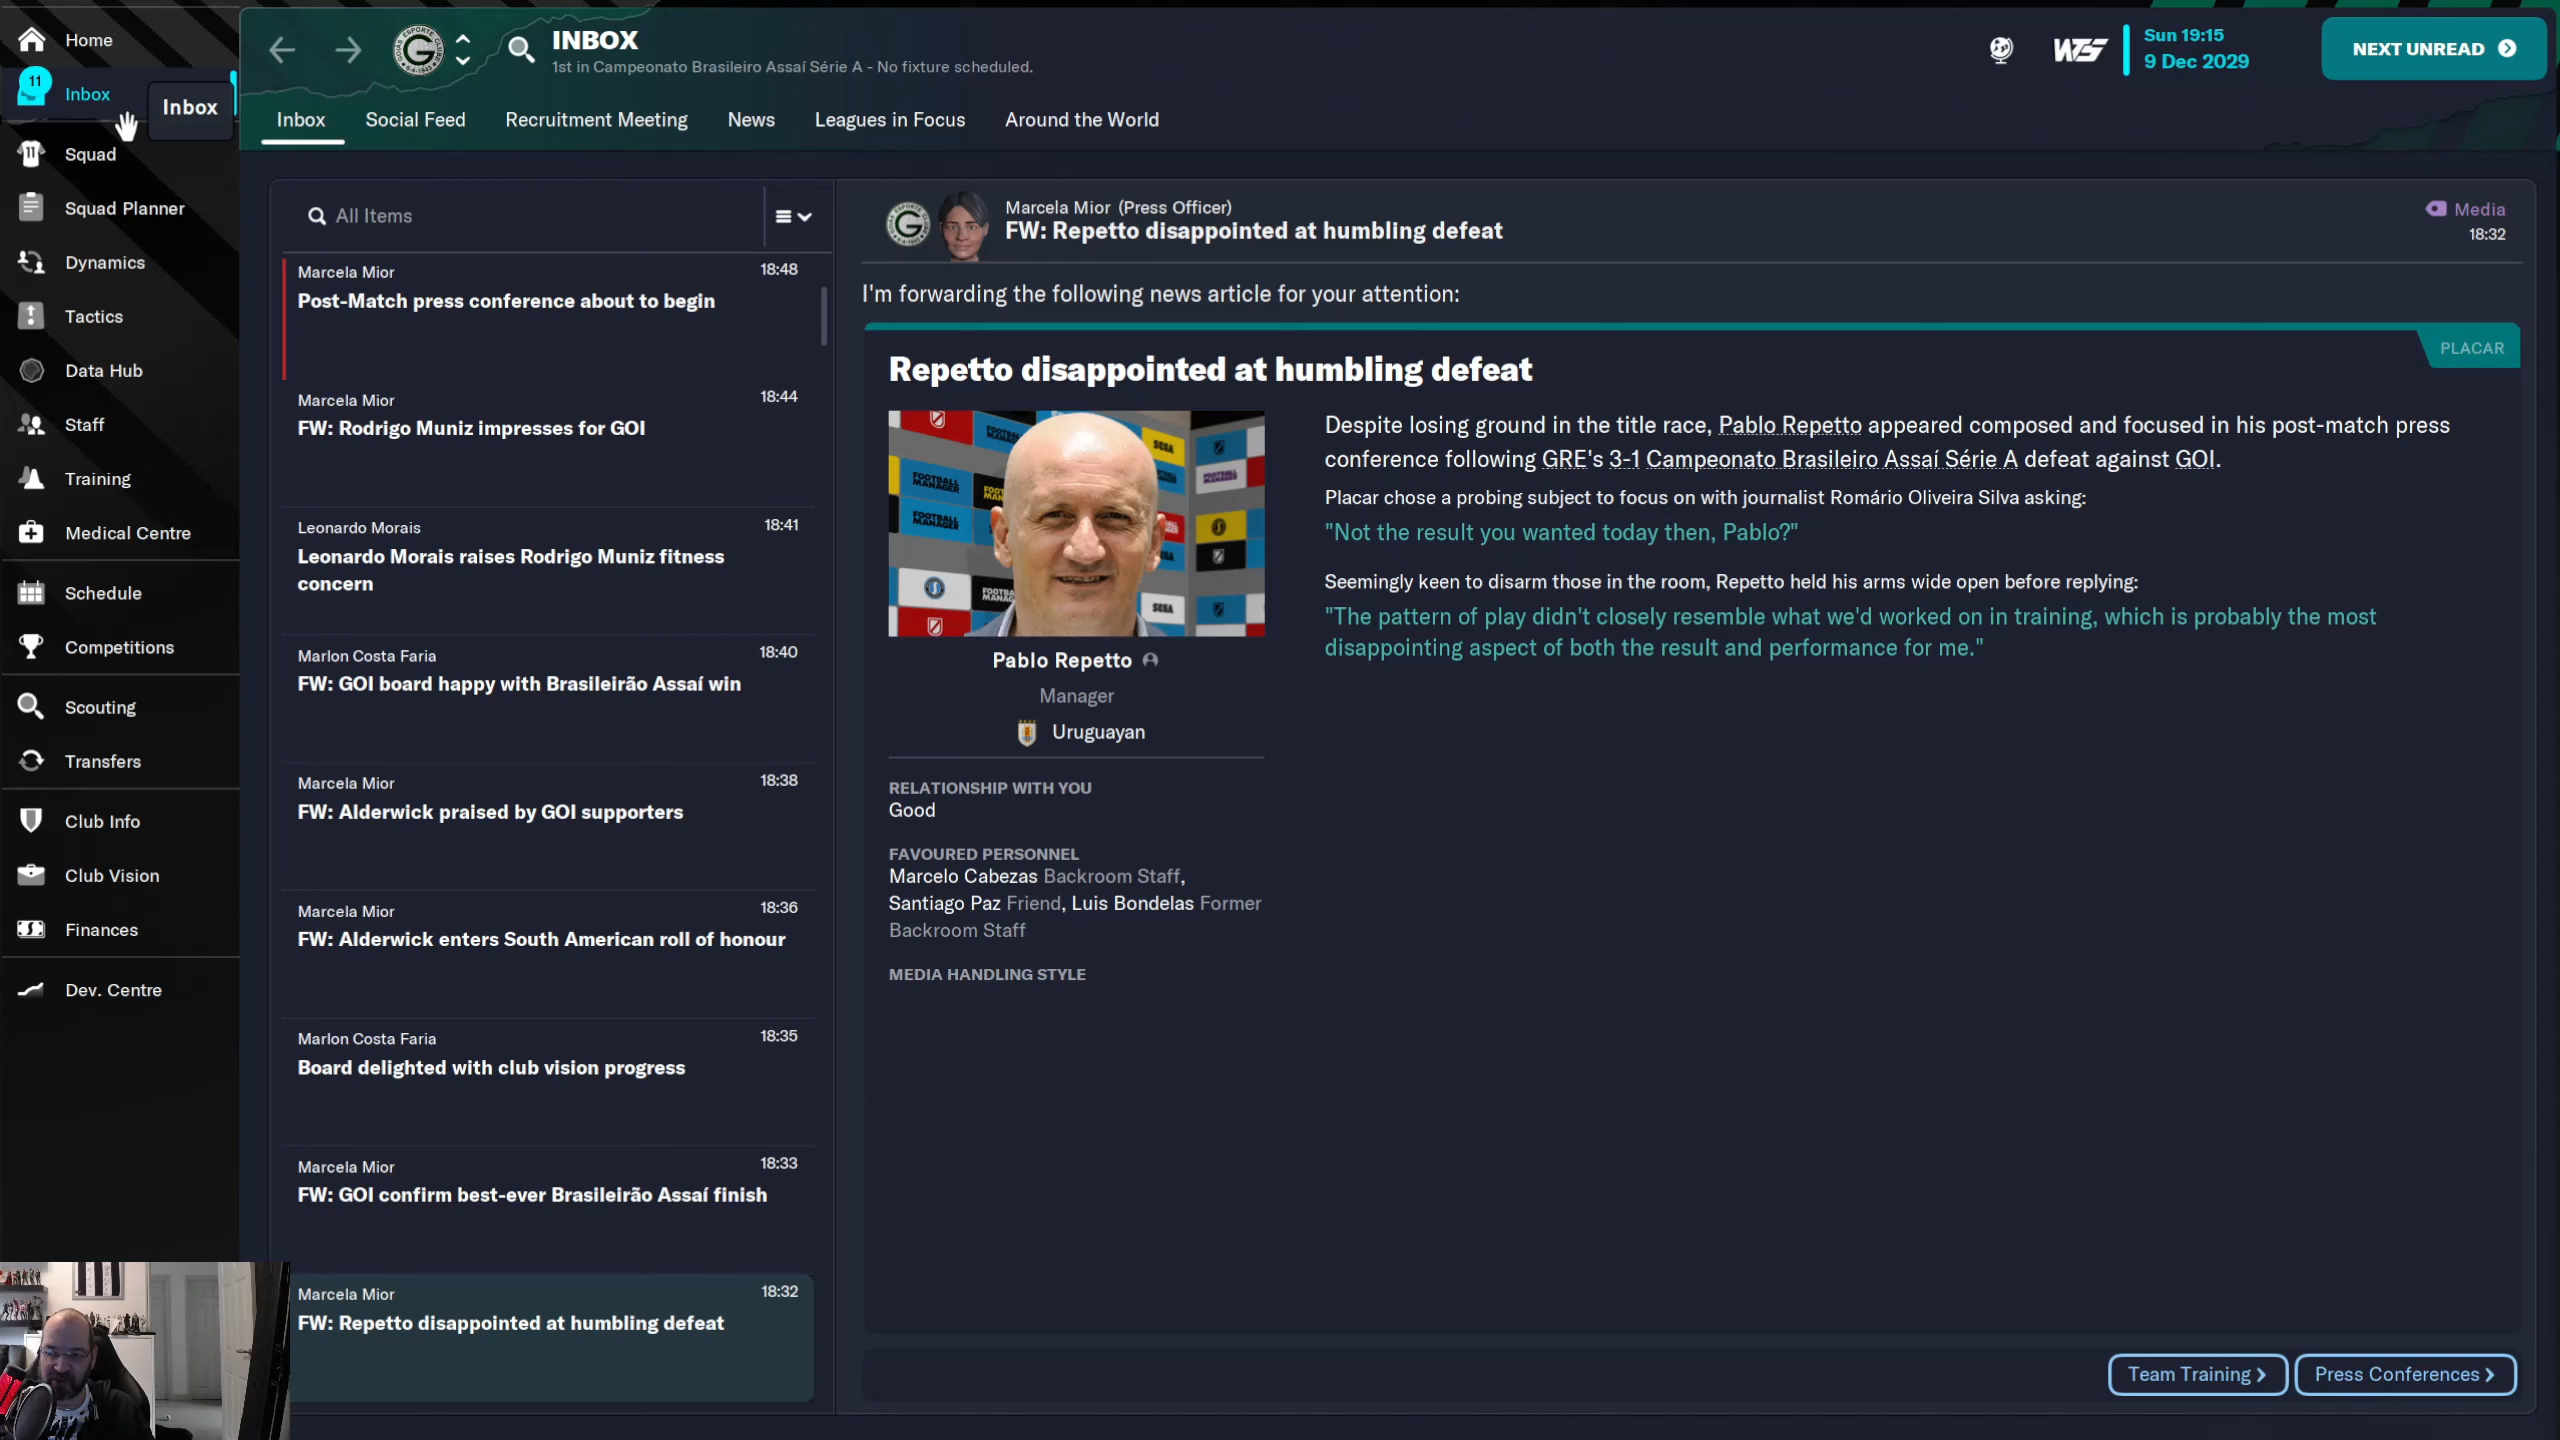 Home
11
Inbox
Inbox
Squad
Squad Planner
Dynamics
Tactics
Data Hub
Staff
Training
Medical Centre
Schedule
Competitions
Scouting
Transfers
Club Info
Club Vision
Finances
Dev. Centre
INBOX
1st in Campeonato Brasileiro Assaí Série A - No fixture scheduled.
Sun 19:15
9 Dec 2029
NEXT UNREAD
Inbox
Social Feed
Recruitment Meeting
News
Leagues in Focus
Around the World
All Items
Marcela Mior
18:48
Post-Match press conference about to begin
Marcela Mior
18:44
FW: Rodrigo Muniz impresses for GOI
Leonardo Morais
18:41
Leonardo Morais raises Rodrigo Muniz fitness
concern
Marlon Costa Faria
18:40
FW: GOI board happy with Brasileirão Assaí win
Marcela Mior
18:38
FW: Alderwick praised by GOI supporters
Marcela Mior
18:36
FW: Alderwick enters South American roll of honour
Marlon Costa Faria
18:35
Board delighted with club vision progress
Marcela Mior
18:33
FW: GOI confirm best-ever Brasileirão Assaí finish
Marcela Mior
18:32
FW: Repetto disappointed at humbling defeat
Marcela Mior (Press Officer)
FW: Repetto disappointed at humbling defeat
Media
18:32
I'm forwarding the following news article for your attention:
PLACAR
Repetto disappointed at humbling defeat
FOOTBALL
MANAGER
FOOTBALL
MANAGER
SEGA
SEGA
Pablo Repetto
Manager
Uruguayan
RELATIONSHIP WITH YOU
Good
FAVOURED PERSONNEL
Marcelo Cabezas Backroom Staff,
Santiago Paz Friend, Luis Bondelas Former
Backroom Staff
MEDIA HANDLING STYLE
Despite losing ground in the title race, Pablo Repetto appeared composed and focused in his post-match press
conference following GRE's 3-1 Campeonato Brasileiro Assaí Série A defeat against GOI.
Placar chose a probing subject to focus on with journalist Romário Oliveira Silva asking:
"Not the result you wanted today then, Pablo?"
Seemingly keen to disarm those in the room, Repetto held his arms wide open before replying:
"The pattern of play didn't closely resemble what we'd worked on in training, which is probably the most
disappointing aspect of both the result and performance for me."
Team Training
Press Conferences